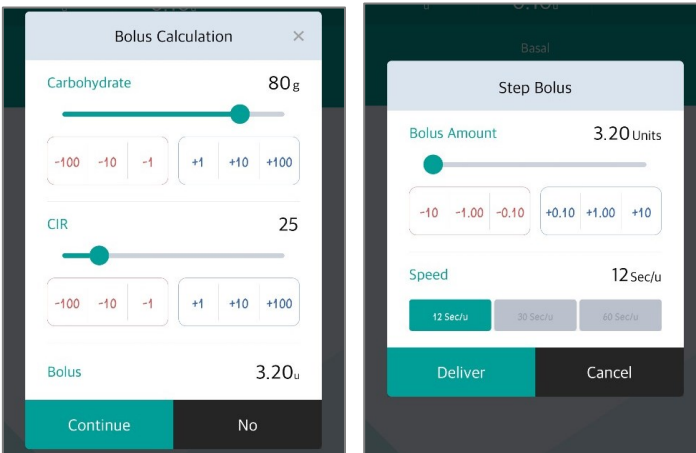 Bolus Calculation ×
Carbohydrate 80 g
-100 -10 -1 +1 +10 +100
CIR 25
-100 -10 -1 +1 +10 +100
Bolus 3.20 u
Continue No
Basal
Step Bolus
Bolus Amount 3.20 Units
-10 -1.00 -0.10 +0.10 +1.00 +10
Speed 12 Sec/u
12 Sec/u 30 Sec/u 60 Sec/u
Deliver Cancel